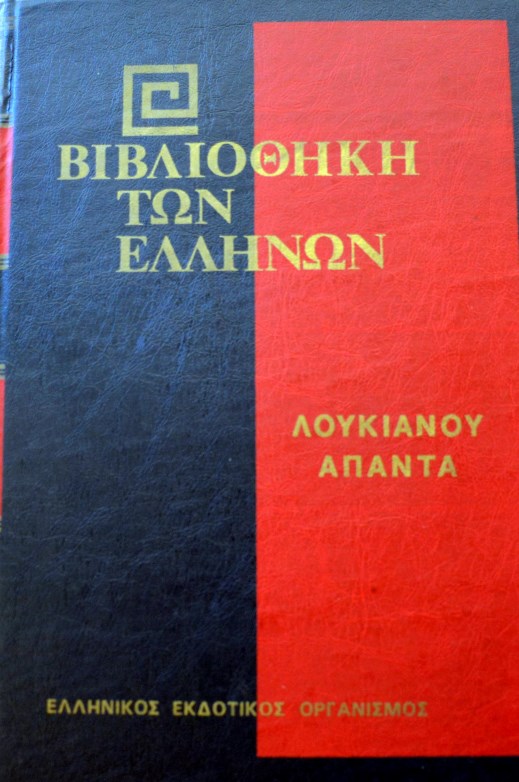 ΒΙΒΛΙΟΘΗΚΗ
ΤΩΝ
ΕΛΛΗΝΩΝ
ΛΟΥΚΙΑΝΟΥ
ΑΠΑΝΤΑ
ΕΛΛΗΝΙΚΟΣ ΕΚΔΟΤΙΚΟΣ ΟΡΓΑΝΙΣΜΟΣ